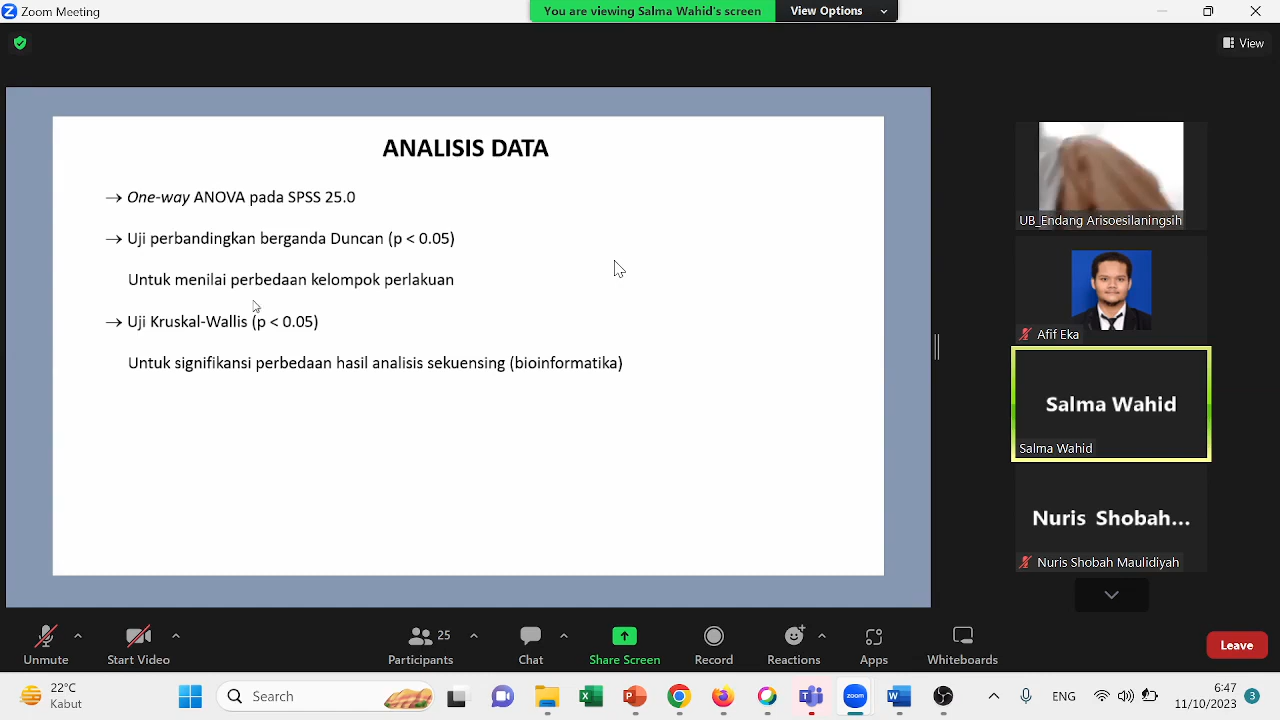 Zoom Meeting
You are viewing Salma Wahid's screen
View Options
View
ANALISIS DATA
→ One-way ANOVA pada SPSS 25.0
→ Uji perbandingkan berganda Duncan (p < 0.05)
Untuk menilai perbedaan kelompok perlakuan
→ Uji Kruskal-Wallis (p < 0.05)
Untuk signifikansi perbedaan hasil analisis sekuensing (bioinformatika)
UB_Endang Arisoesilaningsih
Afif Eka
Salma Wahid
Salma Wahid
Nuris Shobah...
Nuris Shobah Maulidiyah
Unmute
Start Video
25
Participants
Chat
Share Screen
Record
Reactions
Apps
Whiteboards
Leave
22°C
Kabut
Search
zoom
ENG
6:47
11/10/2023
3